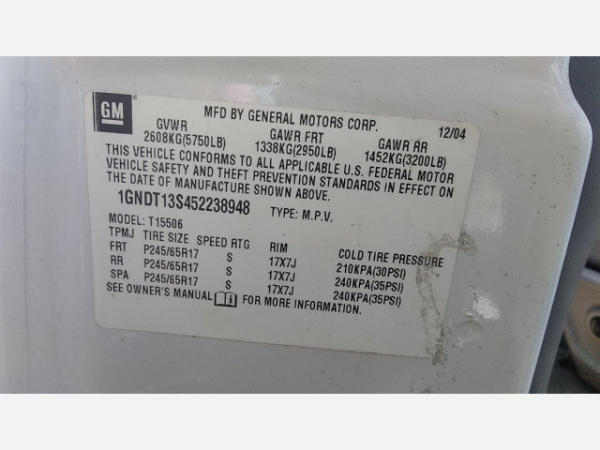 GM
MFD BY GENERAL MOTORS CORP. 12/04
GVWR GAWR FRT GAWR RR
2608KG(5750LB) 1338KG(2950LB) 1452KG(3200LB)
THIS VEHICLE CONFORMS TO ALL APPLICABLE U.S. FEDERAL MOTOR
VEHICLE SAFETY AND THEFT PREVENTION STANDARDS IN EFFECT ON
THE DATE OF MANUFACTURE SHOWN ABOVE.
1GNDT13S452238948 TYPE: M.P.V.
MODEL: T15506
TPMJ TIRE SIZE SPEED RTG RIM COLD TIRE PRESSURE
FRT P245/65R17 S 17X7J 210KPA(30PSI)
RR P245/65R17 S 17X7J 240KPA(35PSI)
SPA P245/65R17 S 17X7J 240KPA(35PSI)
SEE OWNER'S MANUAL FOR MORE INFORMATION.